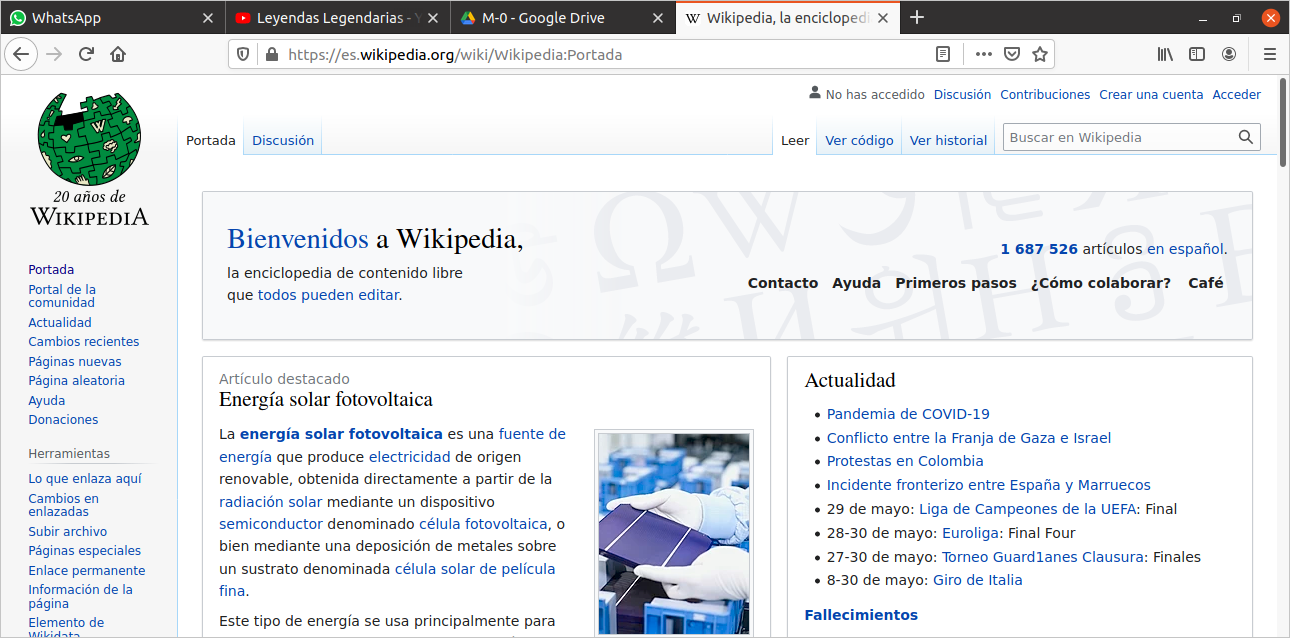 WhatsApp
Leyendas Legendarias -
M-0 - Google Drive
Wikipedia, la encicloped
https://es.wikipedia.org/wiki/Wikipedia:Portada
No has accedido Discusión Contribuciones Crear una cuenta Acceder
Portada Discusión Leer Ver código Ver historial Buscar en Wikipedia
20 años de
WIKIPEDIA
Portada
Portal de la
comunidad
Actualidad
Cambios recientes
Páginas nuevas
Página aleatoria
Ayuda
Donaciones
Herramientas
Lo que enlaza aquí
Cambios en
enlazadas
Subir archivo
Páginas especiales
Enlace permanente
Información de la
página
Elemento de
Wikidata
Bienvenidos a Wikipedia,
la enciclopedia de contenido libre
que todos pueden editar.
1 687 526 artículos en español.
Contacto Ayuda Primeros pasos ¿Cómo colaborar? Café
Artículo destacado
Energía solar fotovoltaica
La energía solar fotovoltaica es una fuente de
energía que produce electricidad de origen
renovable, obtenida directamente a partir de la
radiación solar mediante un dispositivo
semiconductor denominado célula fotovoltaica, o
bien mediante una deposición de metales sobre
un sustrato denominada célula solar de película
fina.
Este tipo de energía se usa principalmente para
Actualidad
• Pandemia de COVID-19
• Conflicto entre la Franja de Gaza e Israel
• Protestas en Colombia
• Incidente fronterizo entre España y Marruecos
• 29 de mayo: Liga de Campeones de la UEFA: Final
• 28-30 de mayo: Euroliga: Final Four
• 27-30 de mayo: Torneo Guard1anes Clausura: Finales
• 8-30 de mayo: Giro de Italia
Fallecimientos